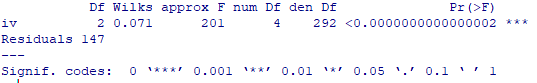 Df Wilks approx F num Df den Df Pr(>F)
iv 2 0.071 201 4 292 <0.0000000000000002 ***
Residuals 147
---
Signif. codes: 0 ‘***’ 0.001 ‘**’ 0.01 ‘*’ 0.05 ‘.’ 0.1 ‘ ’ 1